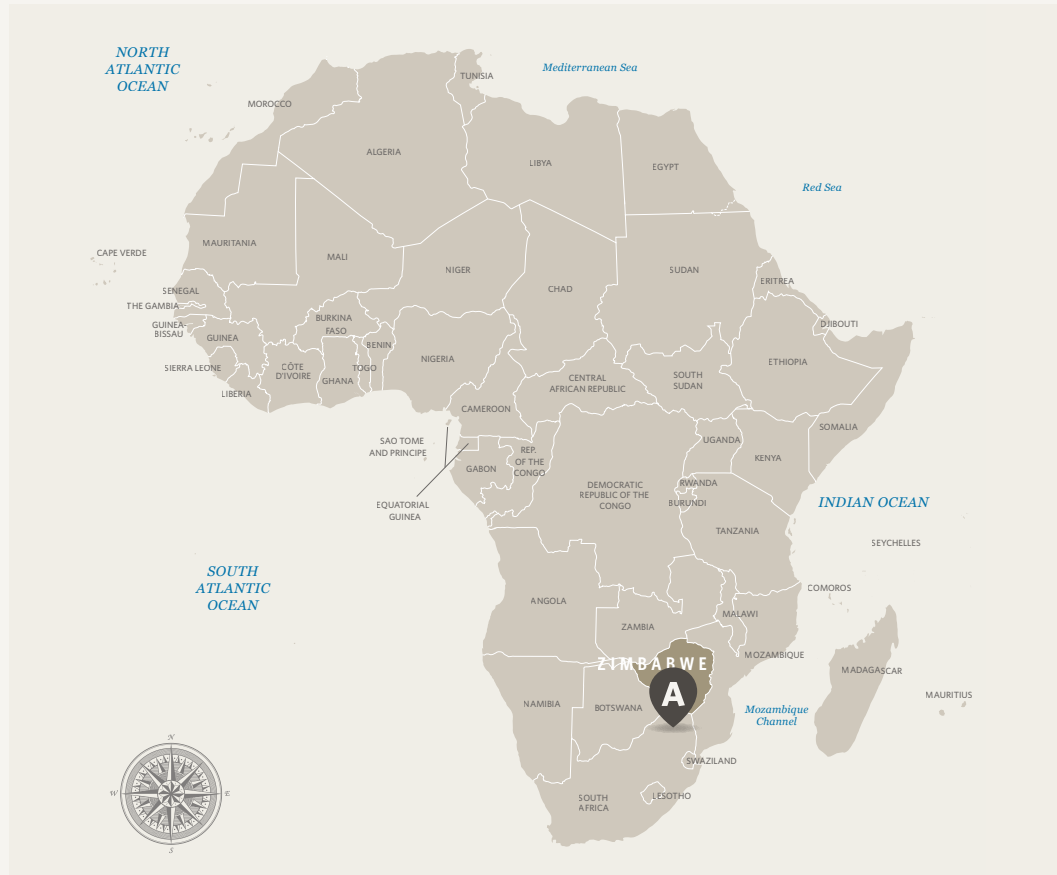 NORTH
ATLANTIC
OCEAN
Mediterranean Sea
TUNISIA
MOROCCO
ALGERIA
LIBYA
EGYPT
Red Sea
MAURITANIA
CAPE VERDE
MALI
NIGER
CHAD
SUDAN
ERITREA
SENEGAL
THE GAMBIA
GUINEA-
BISSAU
GUINEA
BURKINA
FASO
BENIN
DJIBOUTI
SIERRA LEONE
CÔTE
D'IVOIRE
GHANA
TOGO
NIGERIA
ETHIOPIA
LIBERIA
CENTRAL
AFRICAN REPUBLIC
SOUTH
SUDAN
CAMEROON
SOMALIA
SAO TOME
AND PRINCIPE
GABON
REP.
OF THE
CONGO
UGANDA
KENYA
DEMOCRATIC
REPUBLIC OF THE
CONGO
RWANDA
BURUNDI
EQUATORIAL
GUINEA
INDIAN OCEAN
TANZANIA
SEYCHELLES
SOUTH
ATLANTIC
OCEAN
COMOROS
ANGOLA
MALAWI
ZAMBIA
ZIMBABWE
MOZAMBIQUE
MADAGASCAR
A
MAURITIUS
NAMIBIA
BOTSWANA
Mozambique
Channel
SWAZILAND
SOUTH
AFRICA
LESOTHO
N
W
E
S